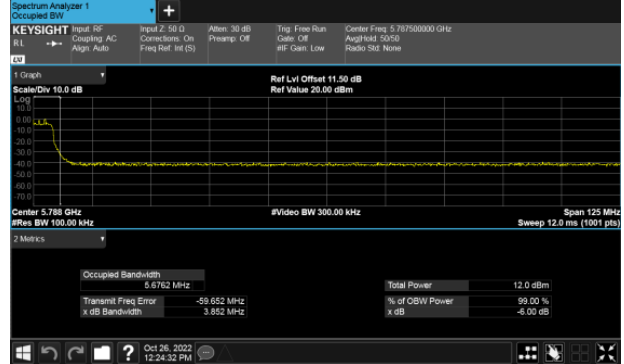 Spectrum Analyzer 1
Occupied BW
+
KEYSIGHT Input: RF Input Z: 50 Ω Atten: 30 dB Trig: Free Run Center Freq: 5.787500000 GHz
R L Coupling: AC Corrections: On Preamp: Off Gate: Off Avg|Hold: 50/50
Align: Auto Freq Ref: Int (S) #IF Gain: Low Radio Std: None
LXI
1 Graph
Scale/Div 10.0 dB
Ref Lvl Offset 11.50 dB
Ref Value 20.00 dBm
Log
10.0
0.00
-10.0
-20.0
-30.0
-40.0
-50.0
-60.0
-70.0
Center 5.788 GHz #Video BW 300.00 kHz Span 125 MHz
#Res BW 100.00 kHz Sweep 12.0 ms (1001 pts)
2 Metrics
Occupied Bandwidth
5.6762 MHz Total Power 12.0 dBm
Transmit Freq Error -59.652 MHz % of OBW Power 99.00 %
x dB Bandwidth 3.852 MHz x dB -6.00 dB
? Oct 26, 2022
12:24:32 PM